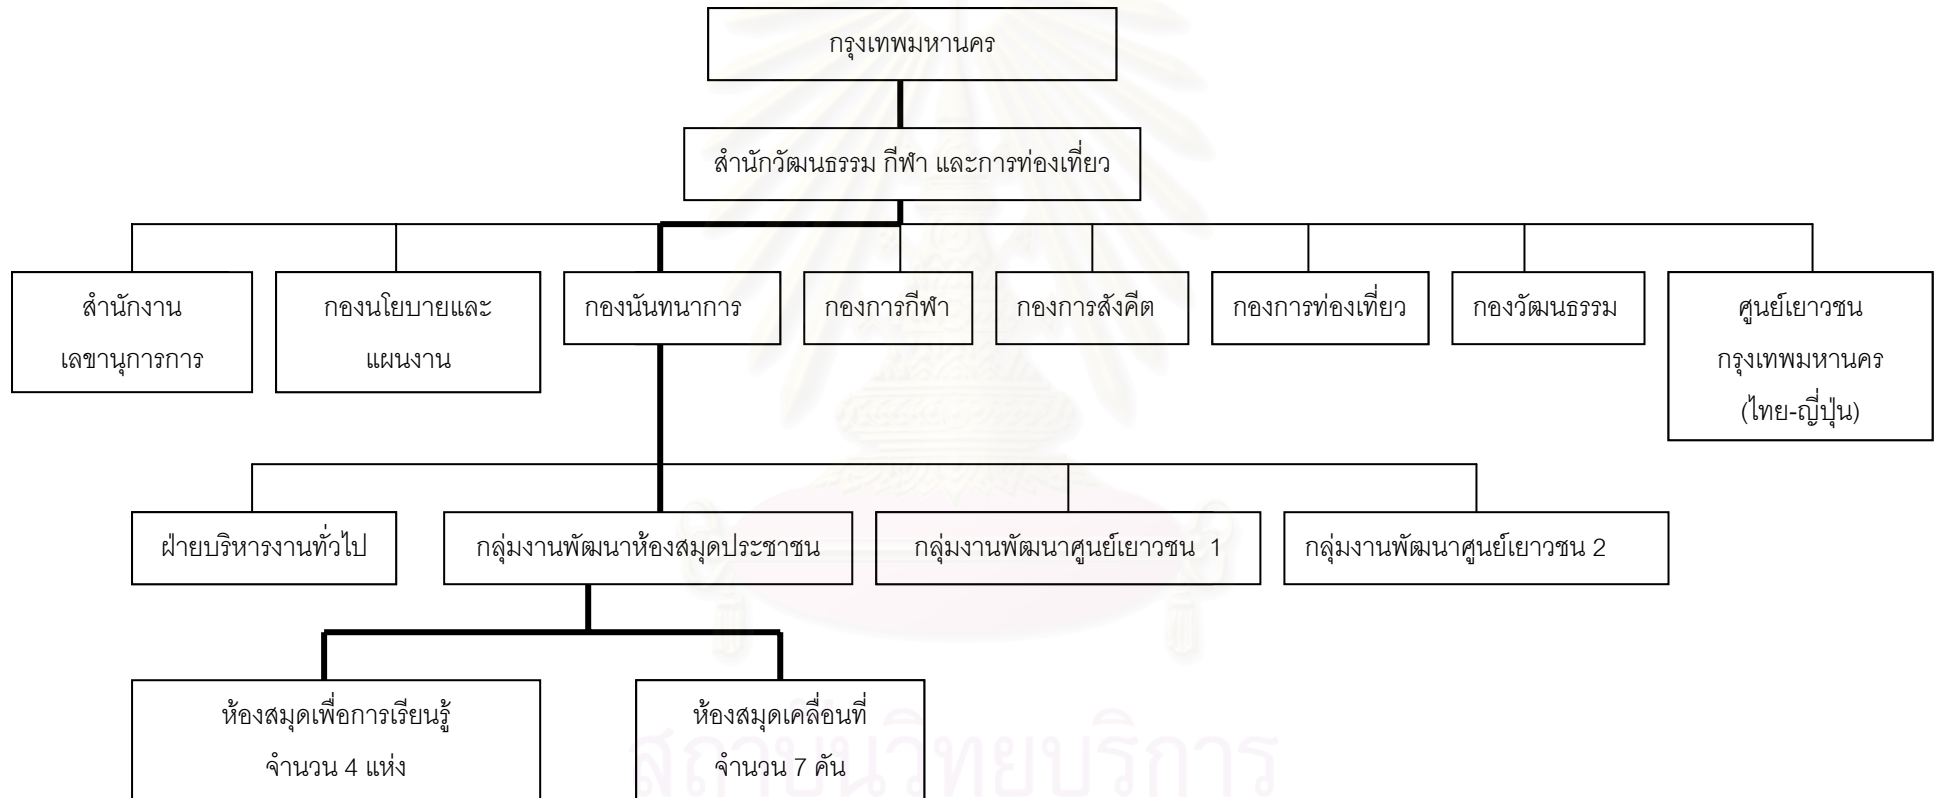 กรุงเทพมหานคร
สำนักวัฒนธรรม กีฬา และการท่องเที่ยว
สำนักงาน
เลขานุการการ
กองนโยบายและ
แผนงาน
กองนันทนาการ
กองการกีฬา
กองการสังคีต
กองการท่องเที่ยว
กองวัฒนธรรม
ศูนย์เยาวชน
กรุงเทพมหานคร
(ไทย-ญี่ปุ่น)
ฝ่ายบริหารงานทั่วไป
กลุ่มงานพัฒนาห้องสมุดประชาชน
กลุ่มงานพัฒนาศูนย์เยาวชน 1
กลุ่มงานพัฒนาศูนย์เยาวชน 2
ห้องสมุดเพื่อการเรียนรู้
จำนวน 4 แห่ง
ห้องสมุดเคลื่อนที่
จำนวน 7 คัน
สถาบันวิทยบริการ